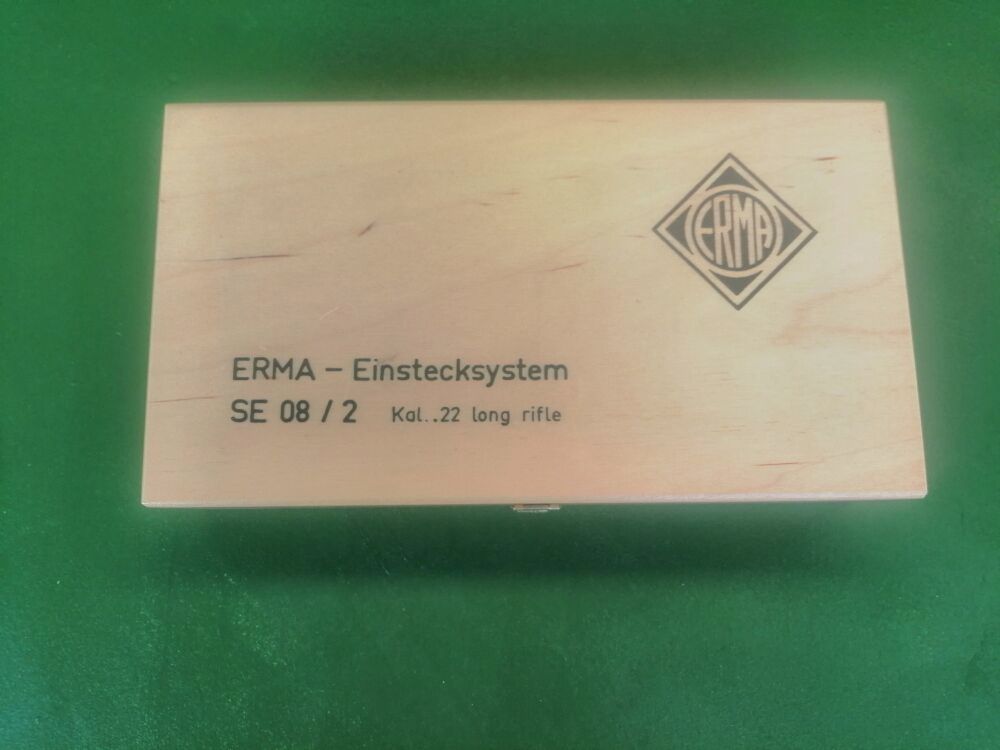 ERMA
ERMA – Einstecksystem
SE 08 / 2 Kal..22 long rifle